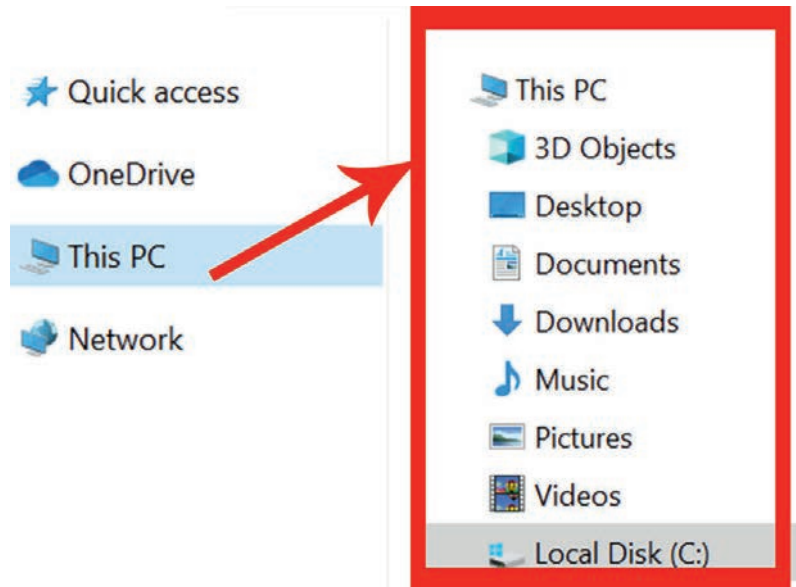 Quick access
OneDrive
This PC
Network
This PC
3D Objects
Desktop
Documents
Downloads
Music
Pictures
Videos
Local Disk (C:)